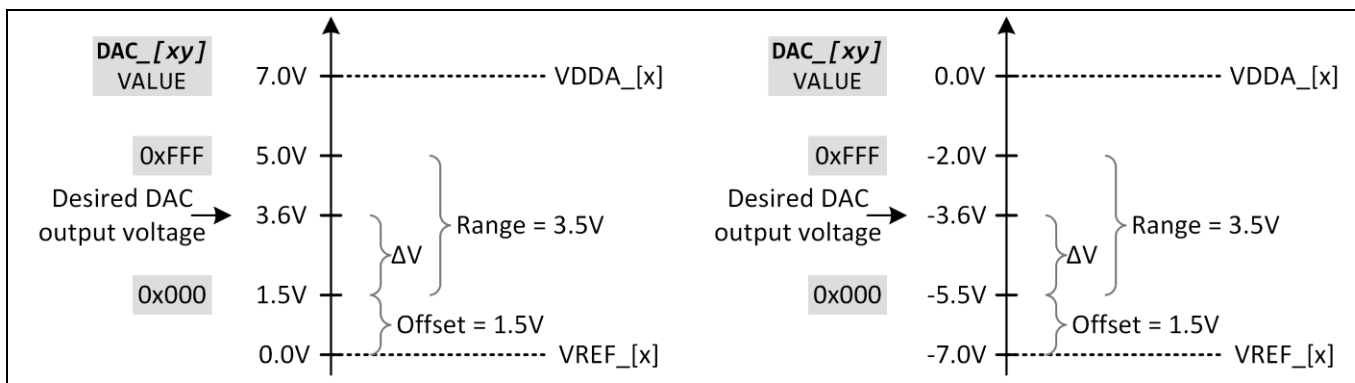 DAC_[xy]
VALUE
7.0V
VDDA_[x]
0xFFF
5.0V
Desired DAC
output voltage
3.6V
Range = 3.5V
ΔV
0x000
1.5V
Offset = 1.5V
0.0V
VREF_[x]
DAC_[xy]
VALUE
0.0V
VDDA_[x]
0xFFF
-2.0V
Desired DAC
output voltage
-3.6V
Range = 3.5V
ΔV
0x000
-5.5V
Offset = 1.5V
-7.0V
VREF_[x]